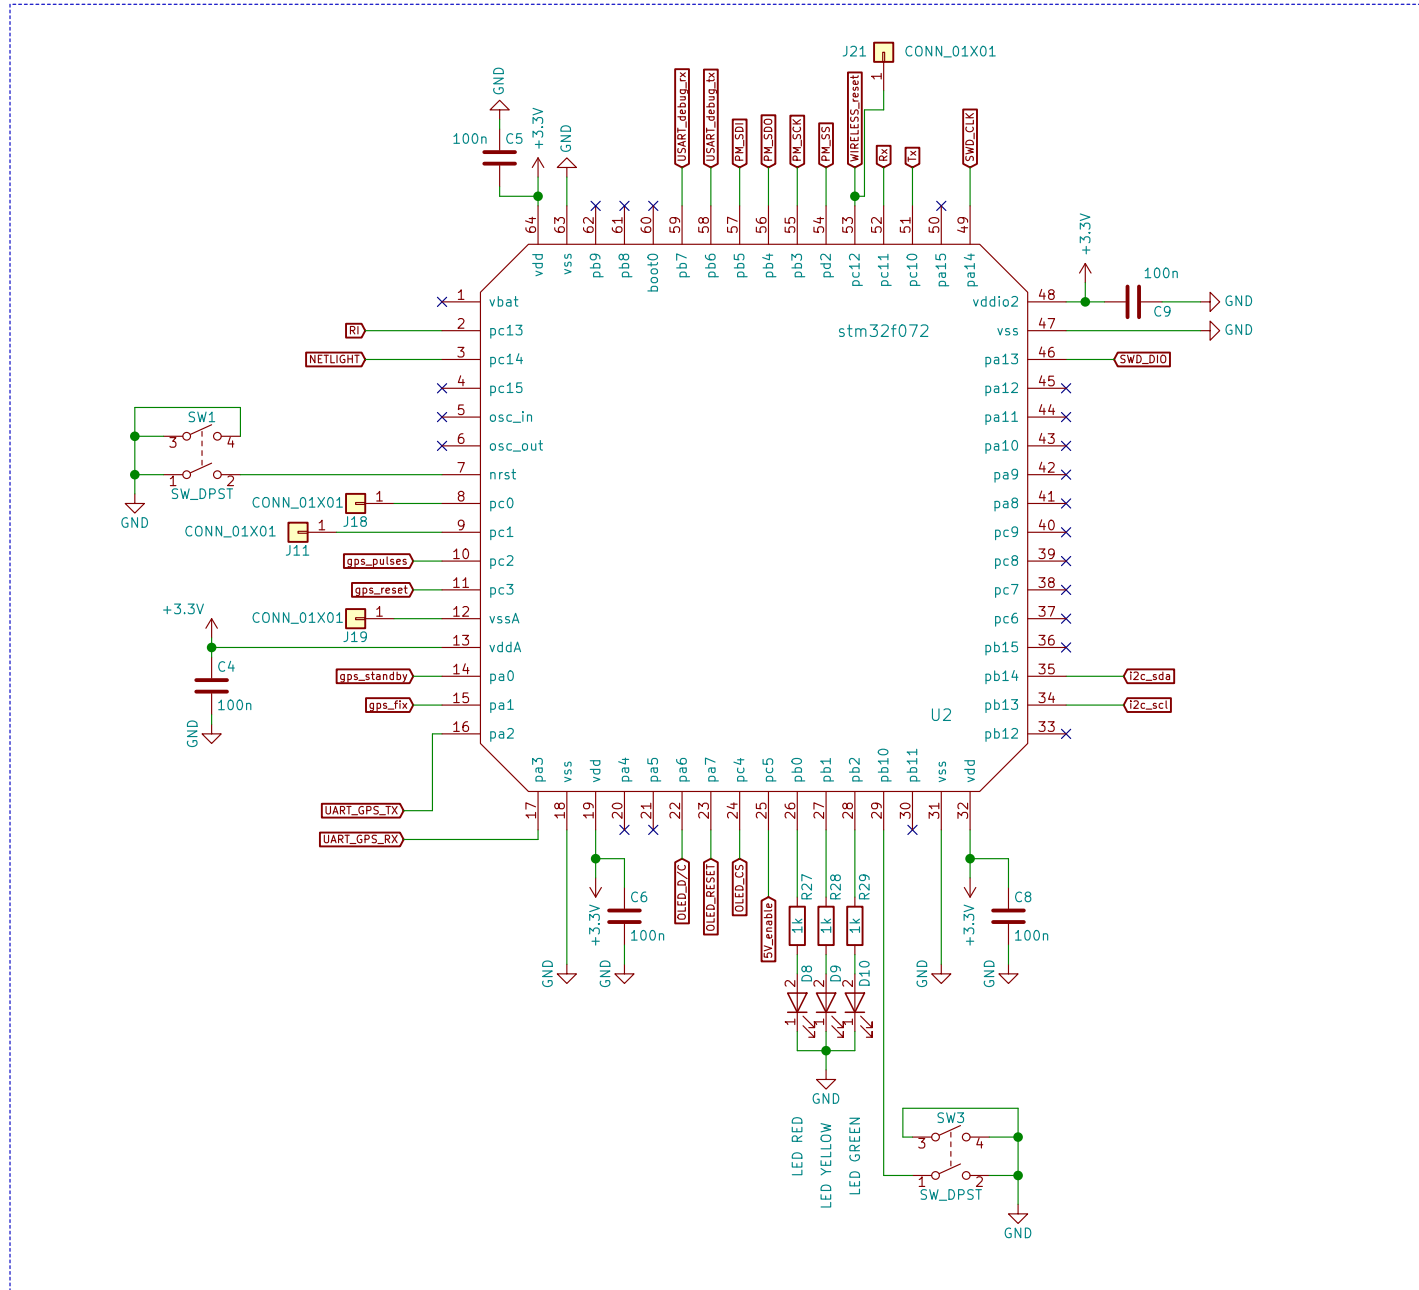 J21
CONN_01X01
1
GND
100n
C5
+3.3V
GND
USART_debug_rx
USART_debug_tx
PM_SDI
PM_SDO
PM_SCK
PM_SS
WIRELESS_reset
Rx
Tx
SWD_CLK
64
63
62
61
60
59
58
57
56
55
54
53
52
51
50
49
vdd
vss
pb9
pb8
boot0
pb7
pb6
pb5
pb4
pb3
pd2
pc12
pc11
pc10
pa15
pa14
stm32f072
1 vbat
RI 2 pc13
NETLIGHT 3 pc14
4 pc15
5 osc_in
6 osc_out
7 nrst
SW1
3 4
1 2
SW_DPST
GND
CONN_01X01 1 8 pc0
J18
CONN_01X01 1 9 pc1
J11
gps_pulses 10 pc2
gps_reset 11 pc3
CONN_01X01 1 12 vssA
J19
+3.3V
13 vddA
C4
100n
GND
gps_standby 14 pa0
gps_fix 15 pa1
16 pa2
UART_GPS_TX
UART_GPS_RX
+3.3V
100n
C9
vddio2 48
GND
vss 47
GND
pa13 46 SWD_DIO
pa12 45
pa11 44
pa10 43
pa9 42
pa8 41
pc9 40
pc8 39
pc7 38
pc6 37
pb15 36
pb14 35 i2c_sda
pb13 34 i2c_scl
pb12 33
U2
pa3
vss
vdd
pa4
pa5
pa6
pa7
pc4
pc5
pb0
pb1
pb2
pb10
pb11
vss
vdd
17
18
19
20
21
22
23
24
25
26
27
28
29
30
31
32
GND
+3.3V
C6
100n
GND
OLED_D/C
OLED_RESET
OLED_CS
5V_enable
R27
1k
R28
1k
R29
1k
D8
2
1
D9
2
1
D10
2
1
GND
LED RED
LED YELLOW
LED GREEN
GND
+3.3V
C8
100n
GND
SW3
3 4
1 2
SW_DPST
GND